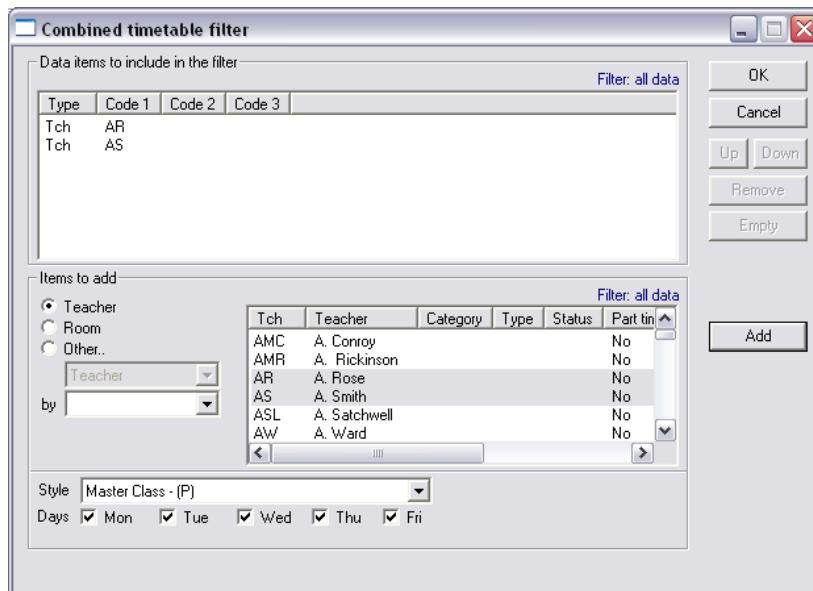 Combined timetable filter
Data items to include in the filter
Filter: all data
Type Code 1 Code 2 Code 3
Tch AR
Tch AS
OK
Cancel
Up Down
Remove
Empty
Items to add
Filter: all data
Teacher
Room
Other..
Teacher
by
Tch Teacher Category Type Status Part tin
AMC A. Conroy No
AMR A. Rickinson No
AR A. Rose No
AS A. Smith No
ASL A. Satchwell No
AW A. Ward No
Add
Style Master Class - (P)
Days Mon Tue Wed Thu Fri